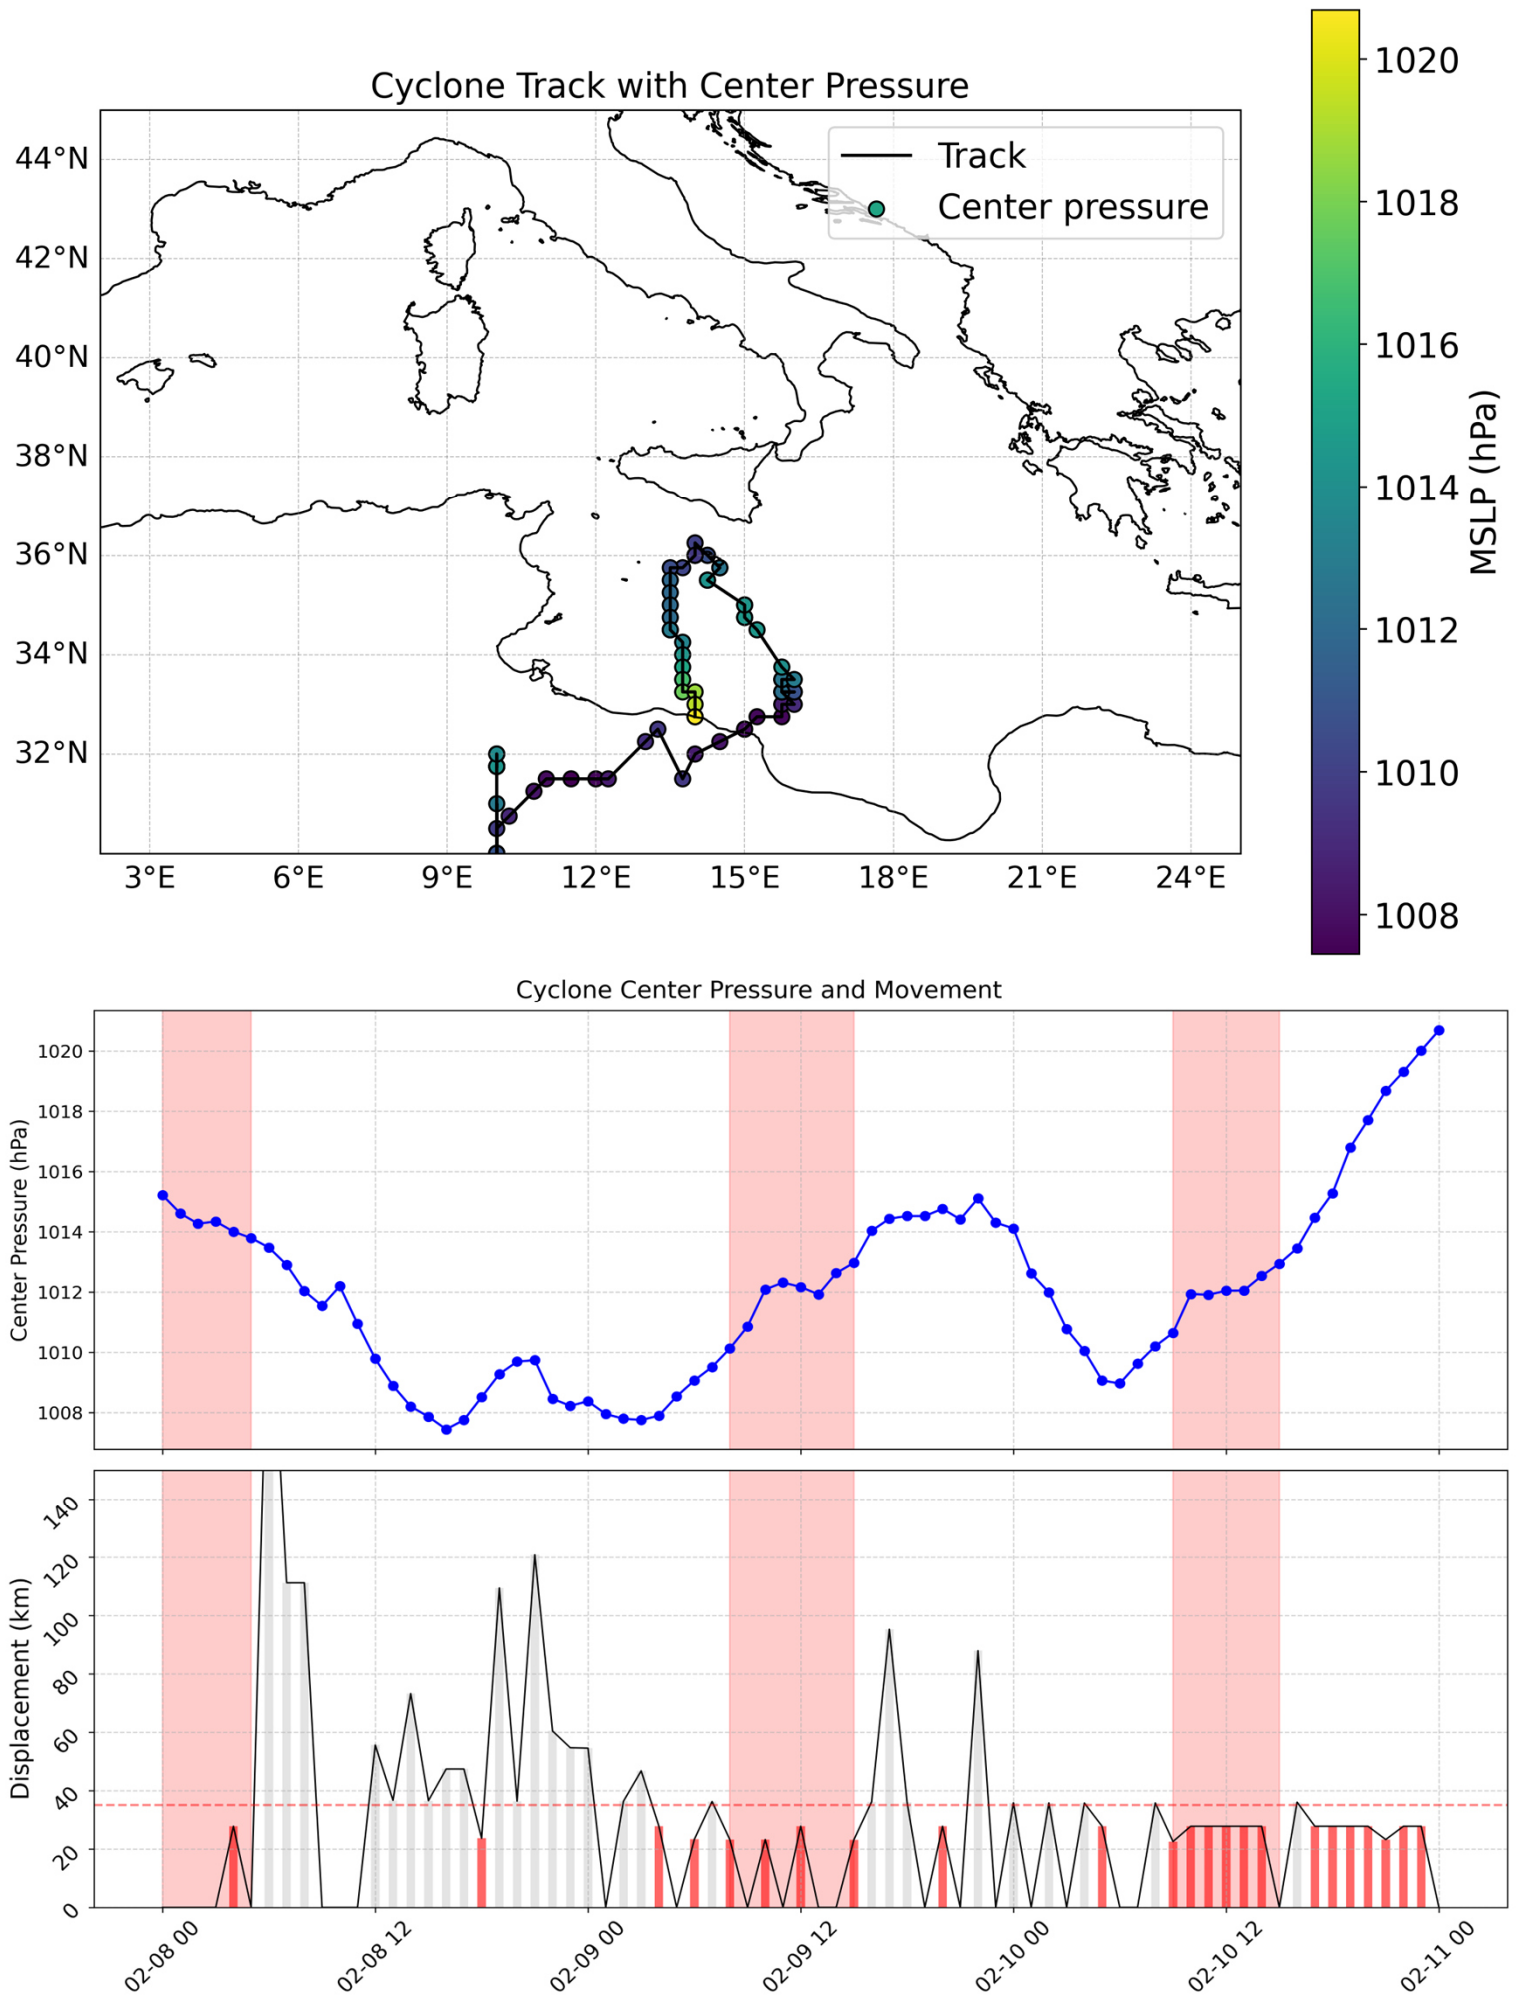 Cyclone Track with Center Pressure
Track
Center pressure
44°N
42°N
40°N
38°N
36°N
34°N
32°N
3°E 6°E 9°E 12°E 15°E 18°E 21°E 24°E
1020
1018
1016
1014
1012
1010
1008
MSLP (hPa)
Cyclone Center Pressure and Movement
Center Pressure (hPa)
1020
1018
1016
1014
1012
1010
1008
Displacement (km)
140
120
100
80
60
40
20
0
02-08 00 02-08 12 02-09 00 02-09 12 02-10 00 02-10 12 02-11 00